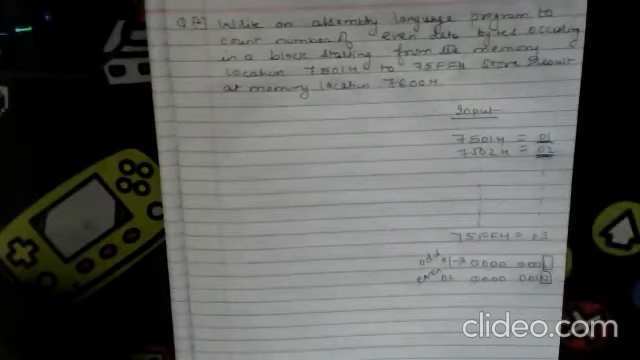 Write an assembly language program to
count number of even data bytes occuring
in a block starting from the memory
location 7501H to 75FFH Store result
at memory location 7600H
Input
7501H = 01
7502H = 02
75FFH = 03
odd 01 → 0000 0001
even 02 0000 0010
clideo.com